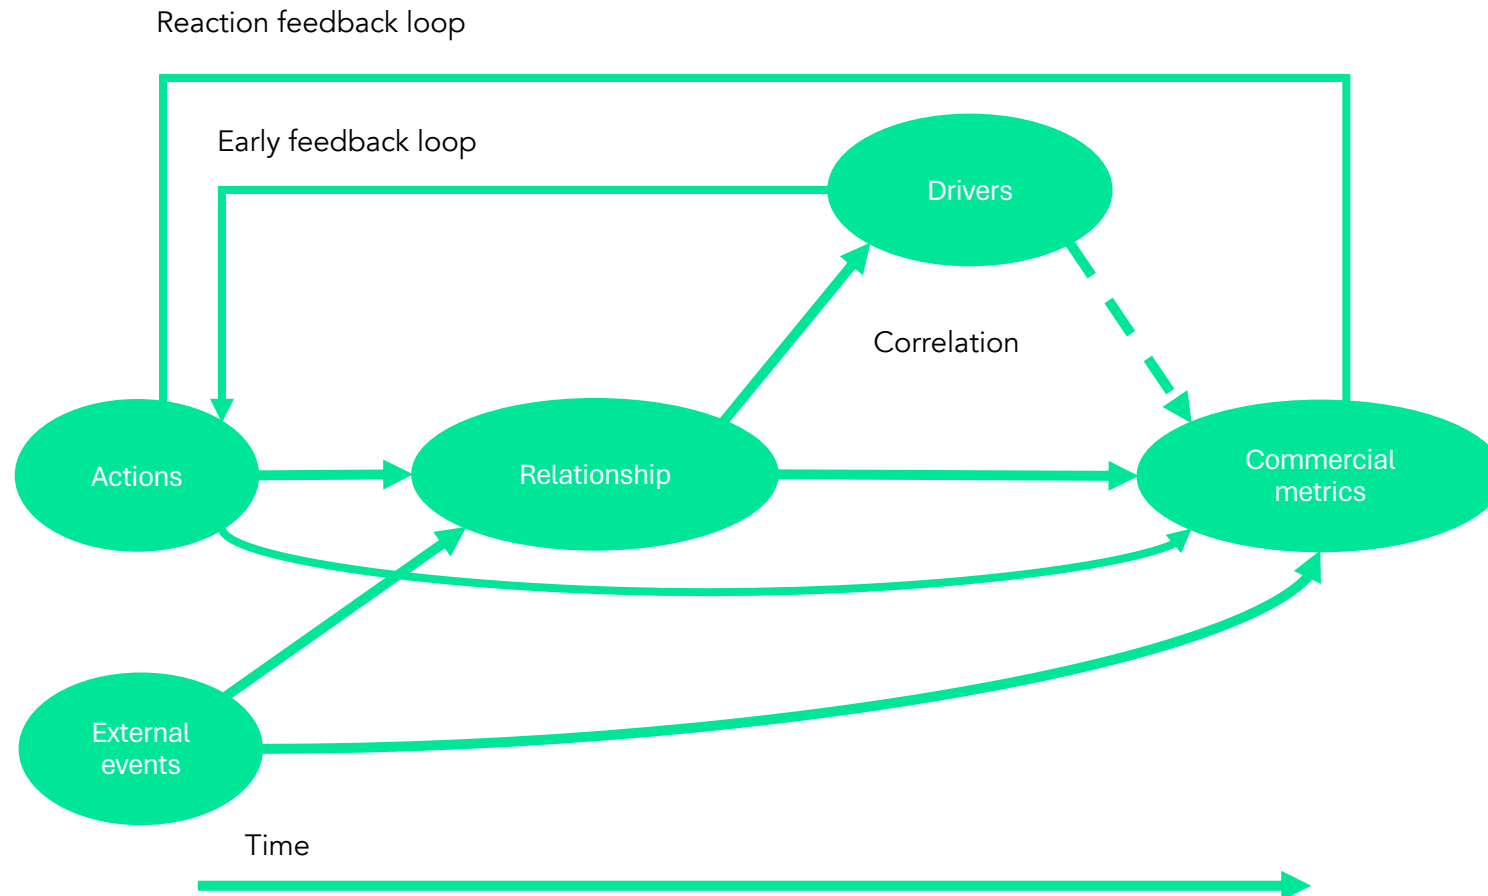 Reaction feedback loop
Early feedback loop
Drivers
Correlation
Actions
Relationship
Commercial
metrics
External
events
Time